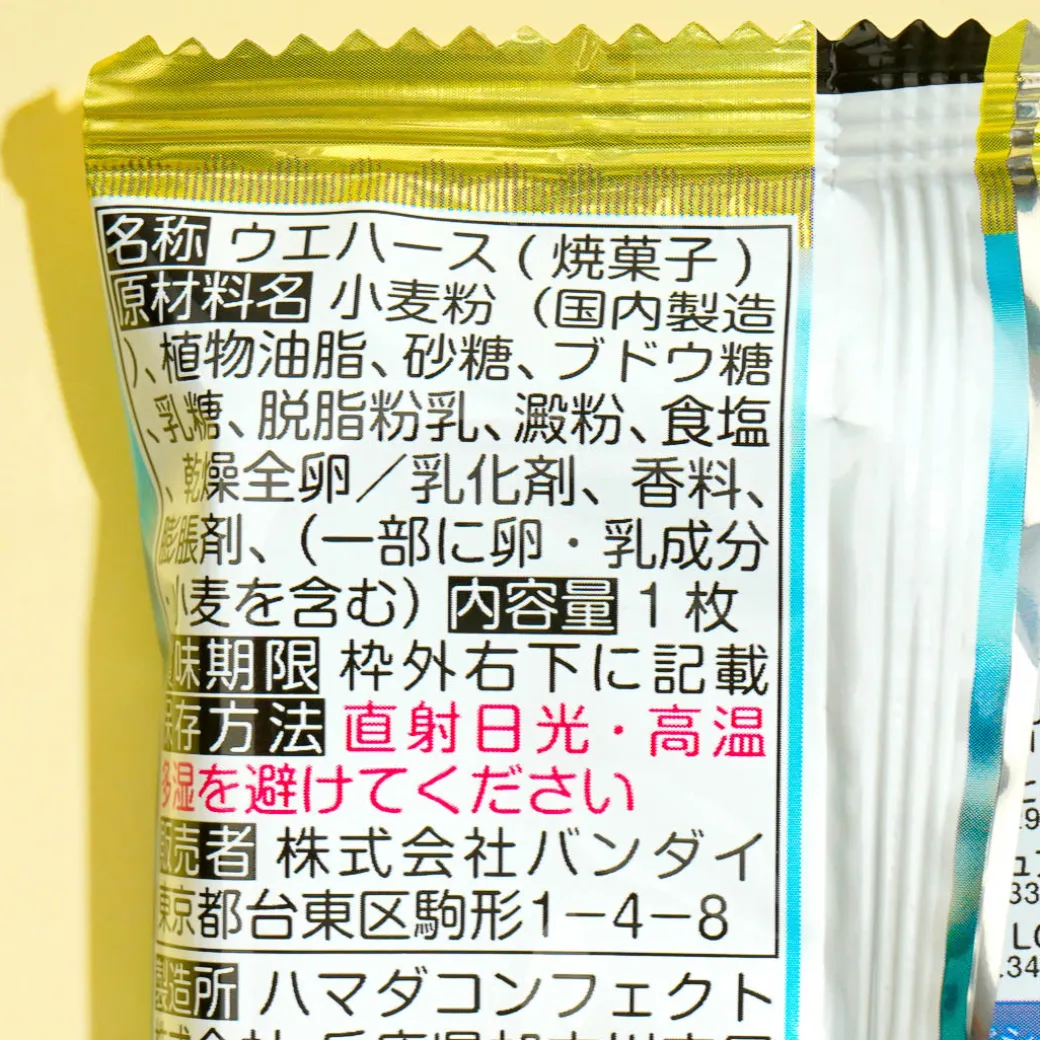 名称 ウエハース(焼菓子)
原材料名 小麦粉(国内製造
)、植物油脂、砂糖、ブドウ糖
、乳糖、脱脂粉乳、澱粉、食塩
、乾燥全卵／乳化剤、香料、
膨脹剤、(一部に卵・乳成分
・小麦を含む) 内容量 1枚
味期限 枠外右下に記載
保存方法 直射日光・高温
多湿を避けてください
販売者 株式会社バンダイ
東京都台東区駒形1−4−8
製造所 ハマダコンフェクト